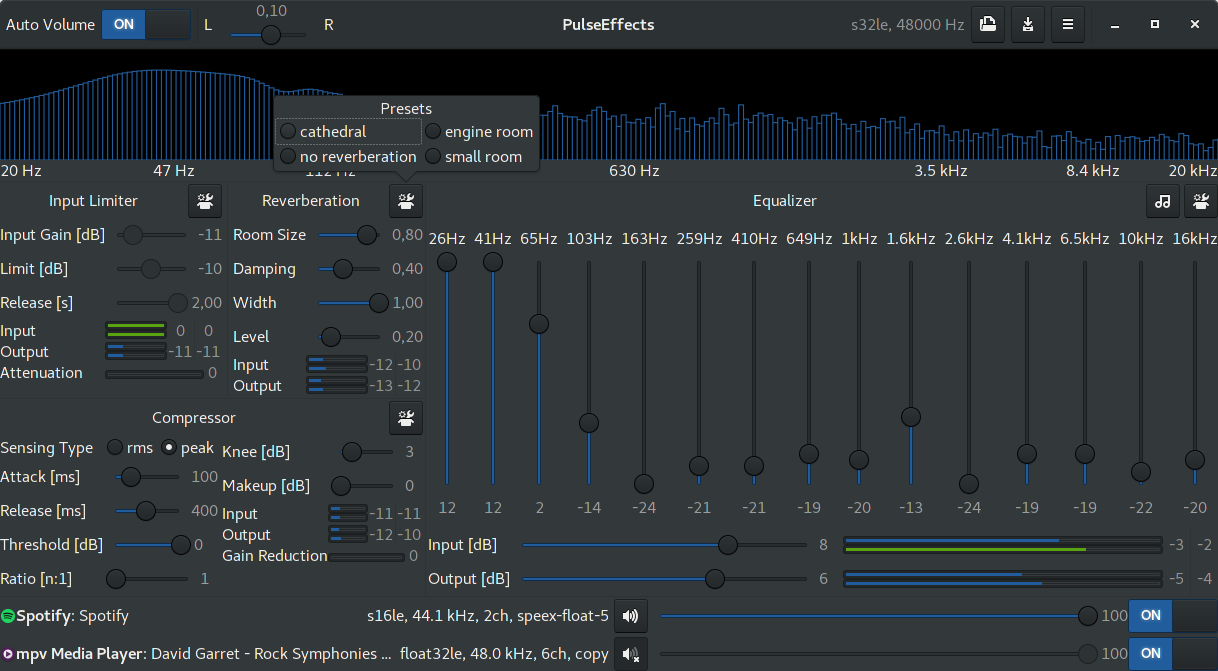 Auto Volume ON L 0,10 R PulseEffects s32le, 48000 Hz
Presets
cathedral engine room
no reverberation small room
20 Hz 47 Hz 112 Hz 630 Hz 3.5 kHz 8.4 kHz 20 kHz
Input Limiter
Input Gain [dB] -11
Limit [dB] -10
Release [s] 2,00
Input 0 0
Output -11 -11
Attenuation 0
Reverberation
Room Size 0,80
Damping 0,40
Width 1,00
Level 0,20
Input -12 -10
Output -13 -12
Compressor
Sensing Type rms peak
Attack [ms] 100
Release [ms] 400
Threshold [dB] 0
Ratio [n:1] 1
Knee [dB] 3
Makeup [dB] 0
Input -11 -11
Output -12 -10
Gain Reduction 0
Equalizer
26Hz 41Hz 65Hz 103Hz 163Hz 259Hz 410Hz 649Hz 1kHz 1.6kHz 2.6kHz 4.1kHz 6.5kHz 10kHz 16kHz
12 12 2 -14 -24 -21 -21 -19 -20 -13 -24 -19 -19 -22 -20
Input [dB] 8 -3 -2
Output [dB] 6 -5 -4
Spotify: Spotify s16le, 44.1 kHz, 2ch, speex-float-5 100 ON
mpv Media Player: David Garret - Rock Symphonies ... float32le, 48.0 kHz, 6ch, copy 100 ON